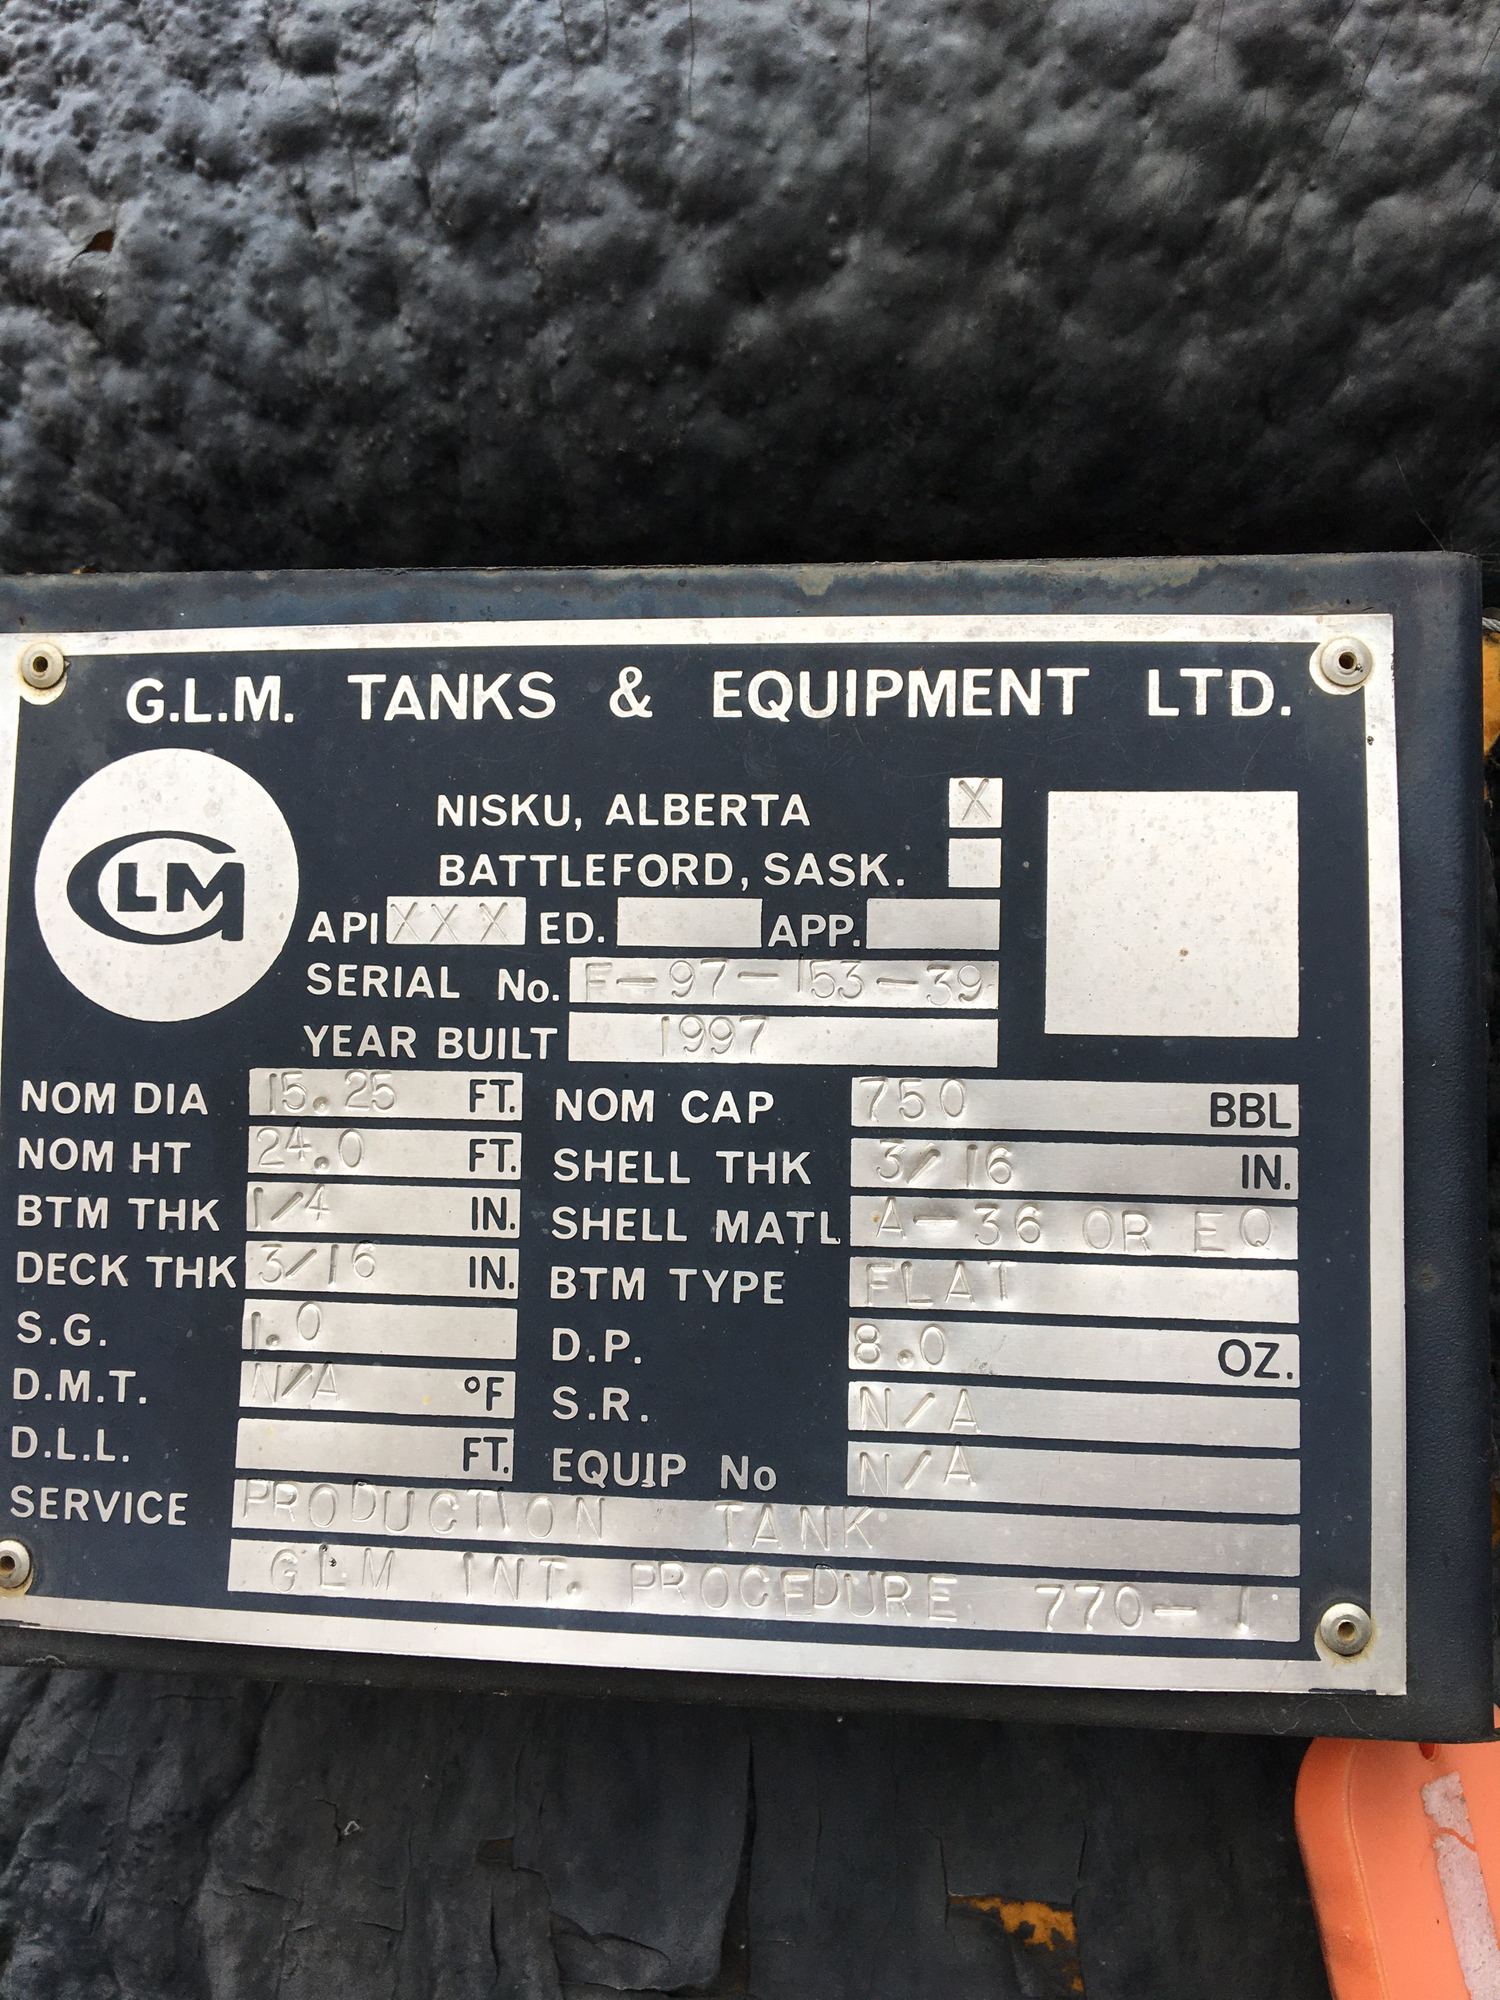 G.L.M. TANKS & EQUIPMENT LTD.
GLM
NISKU, ALBERTA X
BATTLEFORD, SASK.
API XXX ED. APP.
SERIAL No. F-97-153-39
YEAR BUILT 1997
NOM DIA 15.25 FT. NOM CAP 750 BBL
NOM HT 24.0 FT. SHELL THK 3/16 IN.
BTM THK 1/4 IN. SHELL MATL A-36 OR EQ
DECK THK 3/16 IN. BTM TYPE FLAT
S.G. 1.0 D.P. 8.0 OZ.
D.M.T. N/A °F S.R. N/A
D.L.L. FT. EQUIP No N/A
SERVICE PRODUCTION TANK
GLM INT. PROCEDURE 770-1